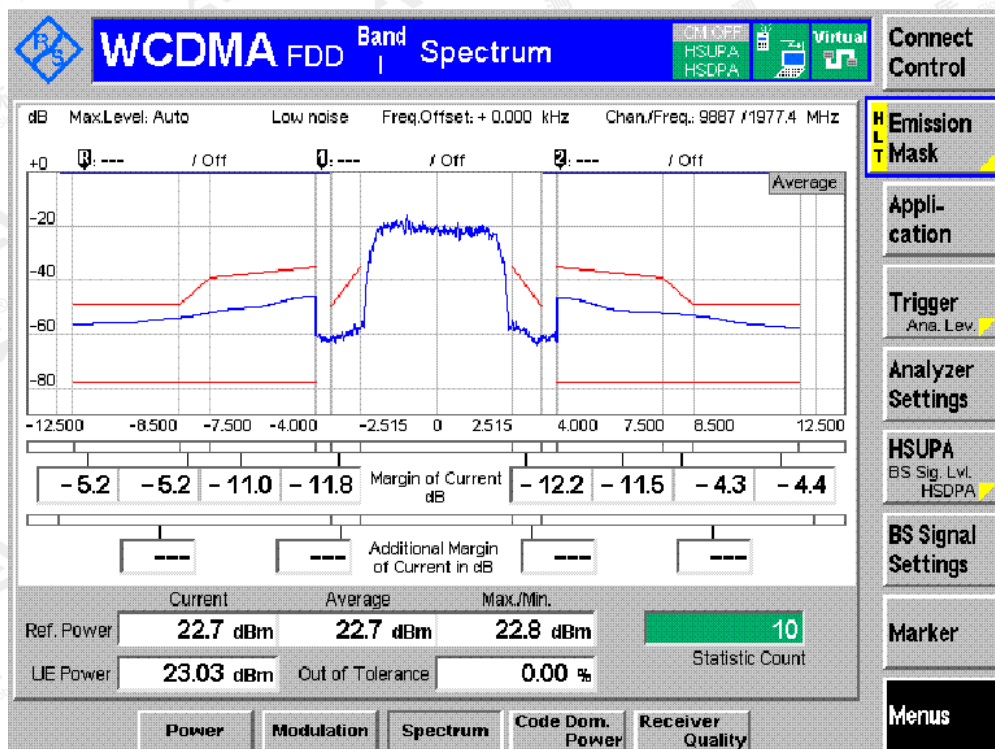 R&S WCDMA FDD Band I Spectrum
CH1 OFF
HSUPA
HSDPA
Virtual
Connect Control
dB Max.Level: Auto Low noise Freq.Offset: + 0.000 kHz Chan./Freq.: 9887 / 1977.4 MHz
HLT Emission Mask
R: --- / Off 1: --- / Off 2: --- / Off
Average
+0
-20
-40
-60
-80
-12.500 -8.500 -7.500 -4.000 -2.515 0 2.515 4.000 7.500 8.500 12.500
Appli-
cation
Trigger
Ana. Lev.
Analyzer
Settings
HSUPA
BS Sig. Lvl.
HSDPA
BS Signal
Settings
Marker
Menus
- 5.2 - 5.2 - 11.0 - 11.8 Margin of Current dB - 12.2 - 11.5 - 4.3 - 4.4
--- --- Additional Margin of Current in dB --- ---
Current Average Max./Min.
Ref. Power 22.7 dBm 22.7 dBm 22.8 dBm 10
UE Power 23.03 dBm Out of Tolerance 0.00 % Statistic Count
Power Modulation Spectrum Code Dom. Power Receiver Quality